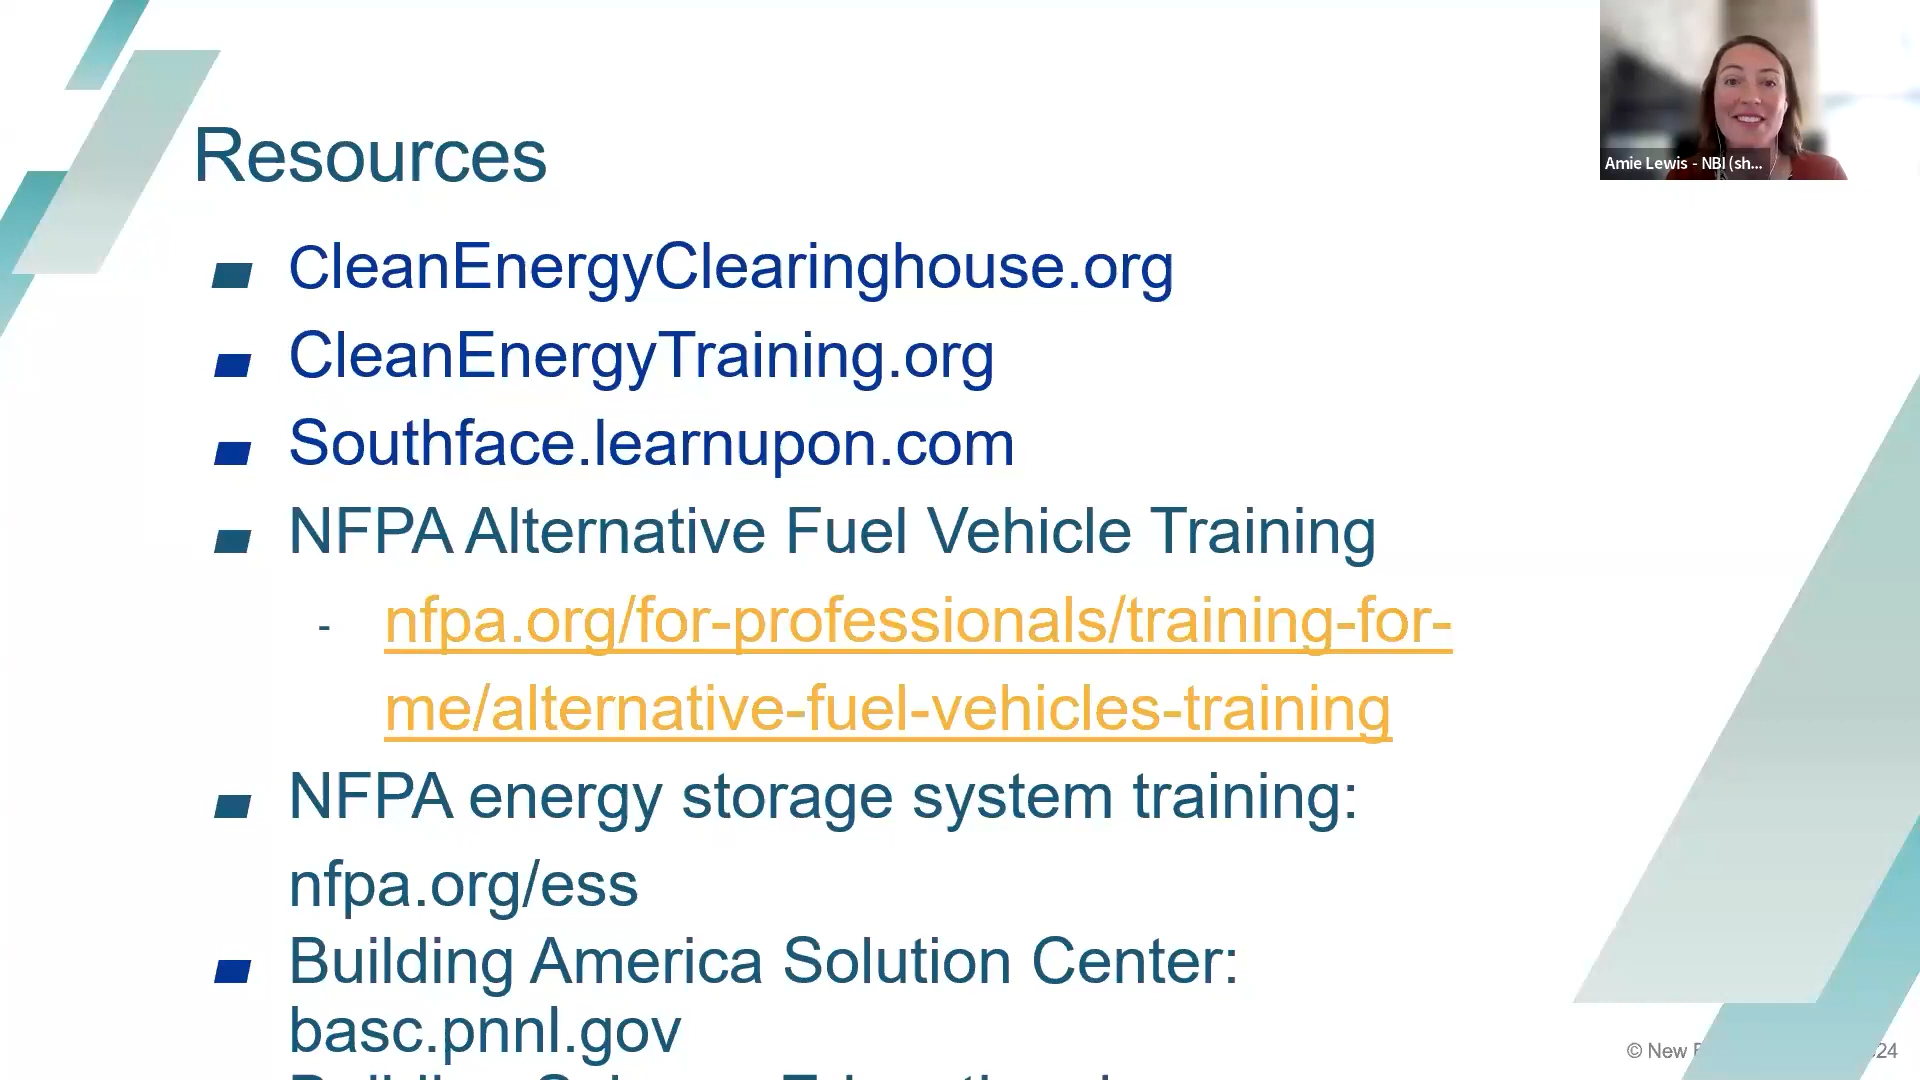 Amie Lewis - NBI (sh...
Resources
CleanEnergyClearinghouse.org
CleanEnergyTraining.org
Southface.learnupon.com
NFPA Alternative Fuel Vehicle Training
- nfpa.org/for-professionals/training-for-
me/alternative-fuel-vehicles-training
NFPA energy storage system training:
nfpa.org/ess
Building America Solution Center:
basc.pnnl.gov
© New